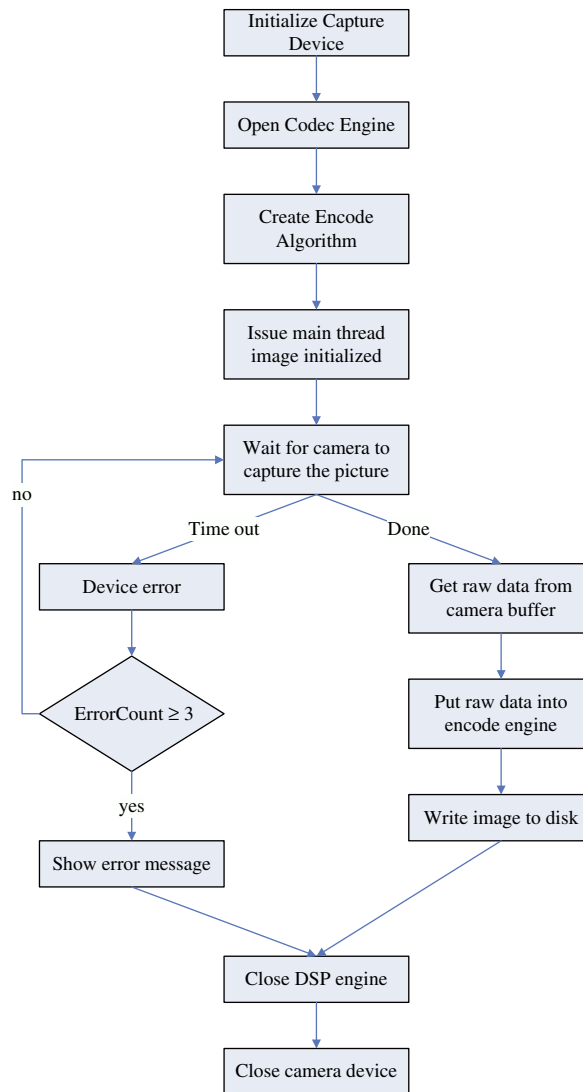 Initialize Capture
Device
Open Codec Engine
Create Encode
Algorithm
Issue main thread
image initialized
Wait for camera to
capture the picture
no
Time out
Done
Device error
Get raw data from
camera buffer
ErrorCount ≥ 3
Put raw data into
encode engine
yes
Write image to disk
Show error message
Close DSP engine
Close camera device